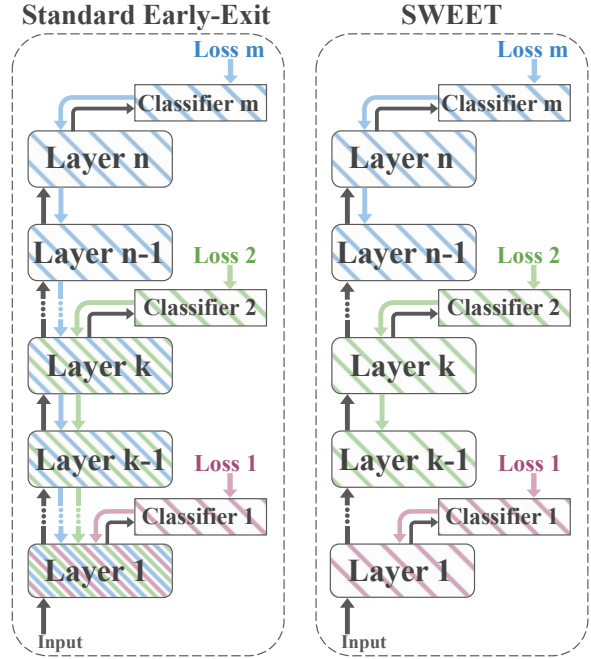 Standard Early-Exit
Loss m
Classifier m
Layer n
Layer n-1
Loss 2
Classifier 2
Layer k
Layer k-1
Loss 1
Classifier 1
Layer 1
Input
SWEET
Loss m
Classifier m
Layer n
Layer n-1
Loss 2
Classifier 2
Layer k
Layer k-1
Loss 1
Classifier 1
Layer 1
Input